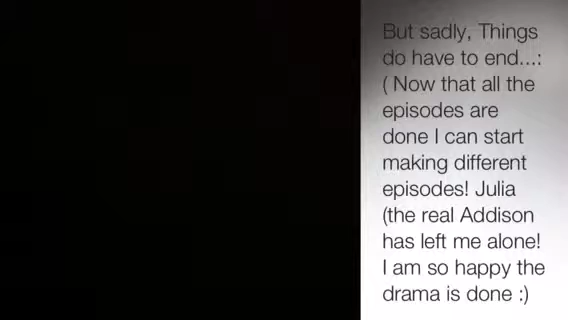 But sadly, Things
do have to end...:
( Now that all the
episodes are
done I can start
making different
episodes! Julia
(the real Addison
has left me alone!
I am so happy the
drama is done :)